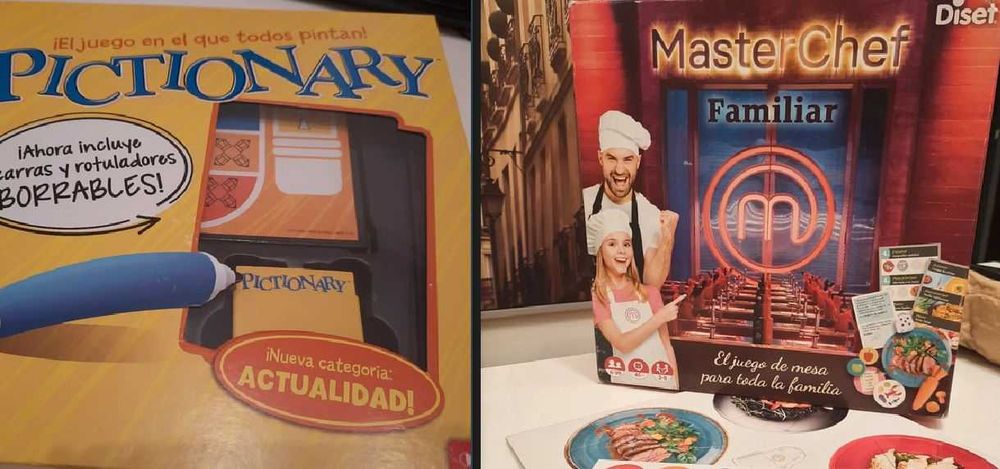 ¡El juego en el que todos pintan!
PICTIONARY
¡Ahora incluye
carras y rotuladores
BORRABLES!
PICTIONARY
¡Nueva categoría:
ACTUALIDAD!
Diset
MasterChef
Familiar
El juego de mesa
para toda la familia